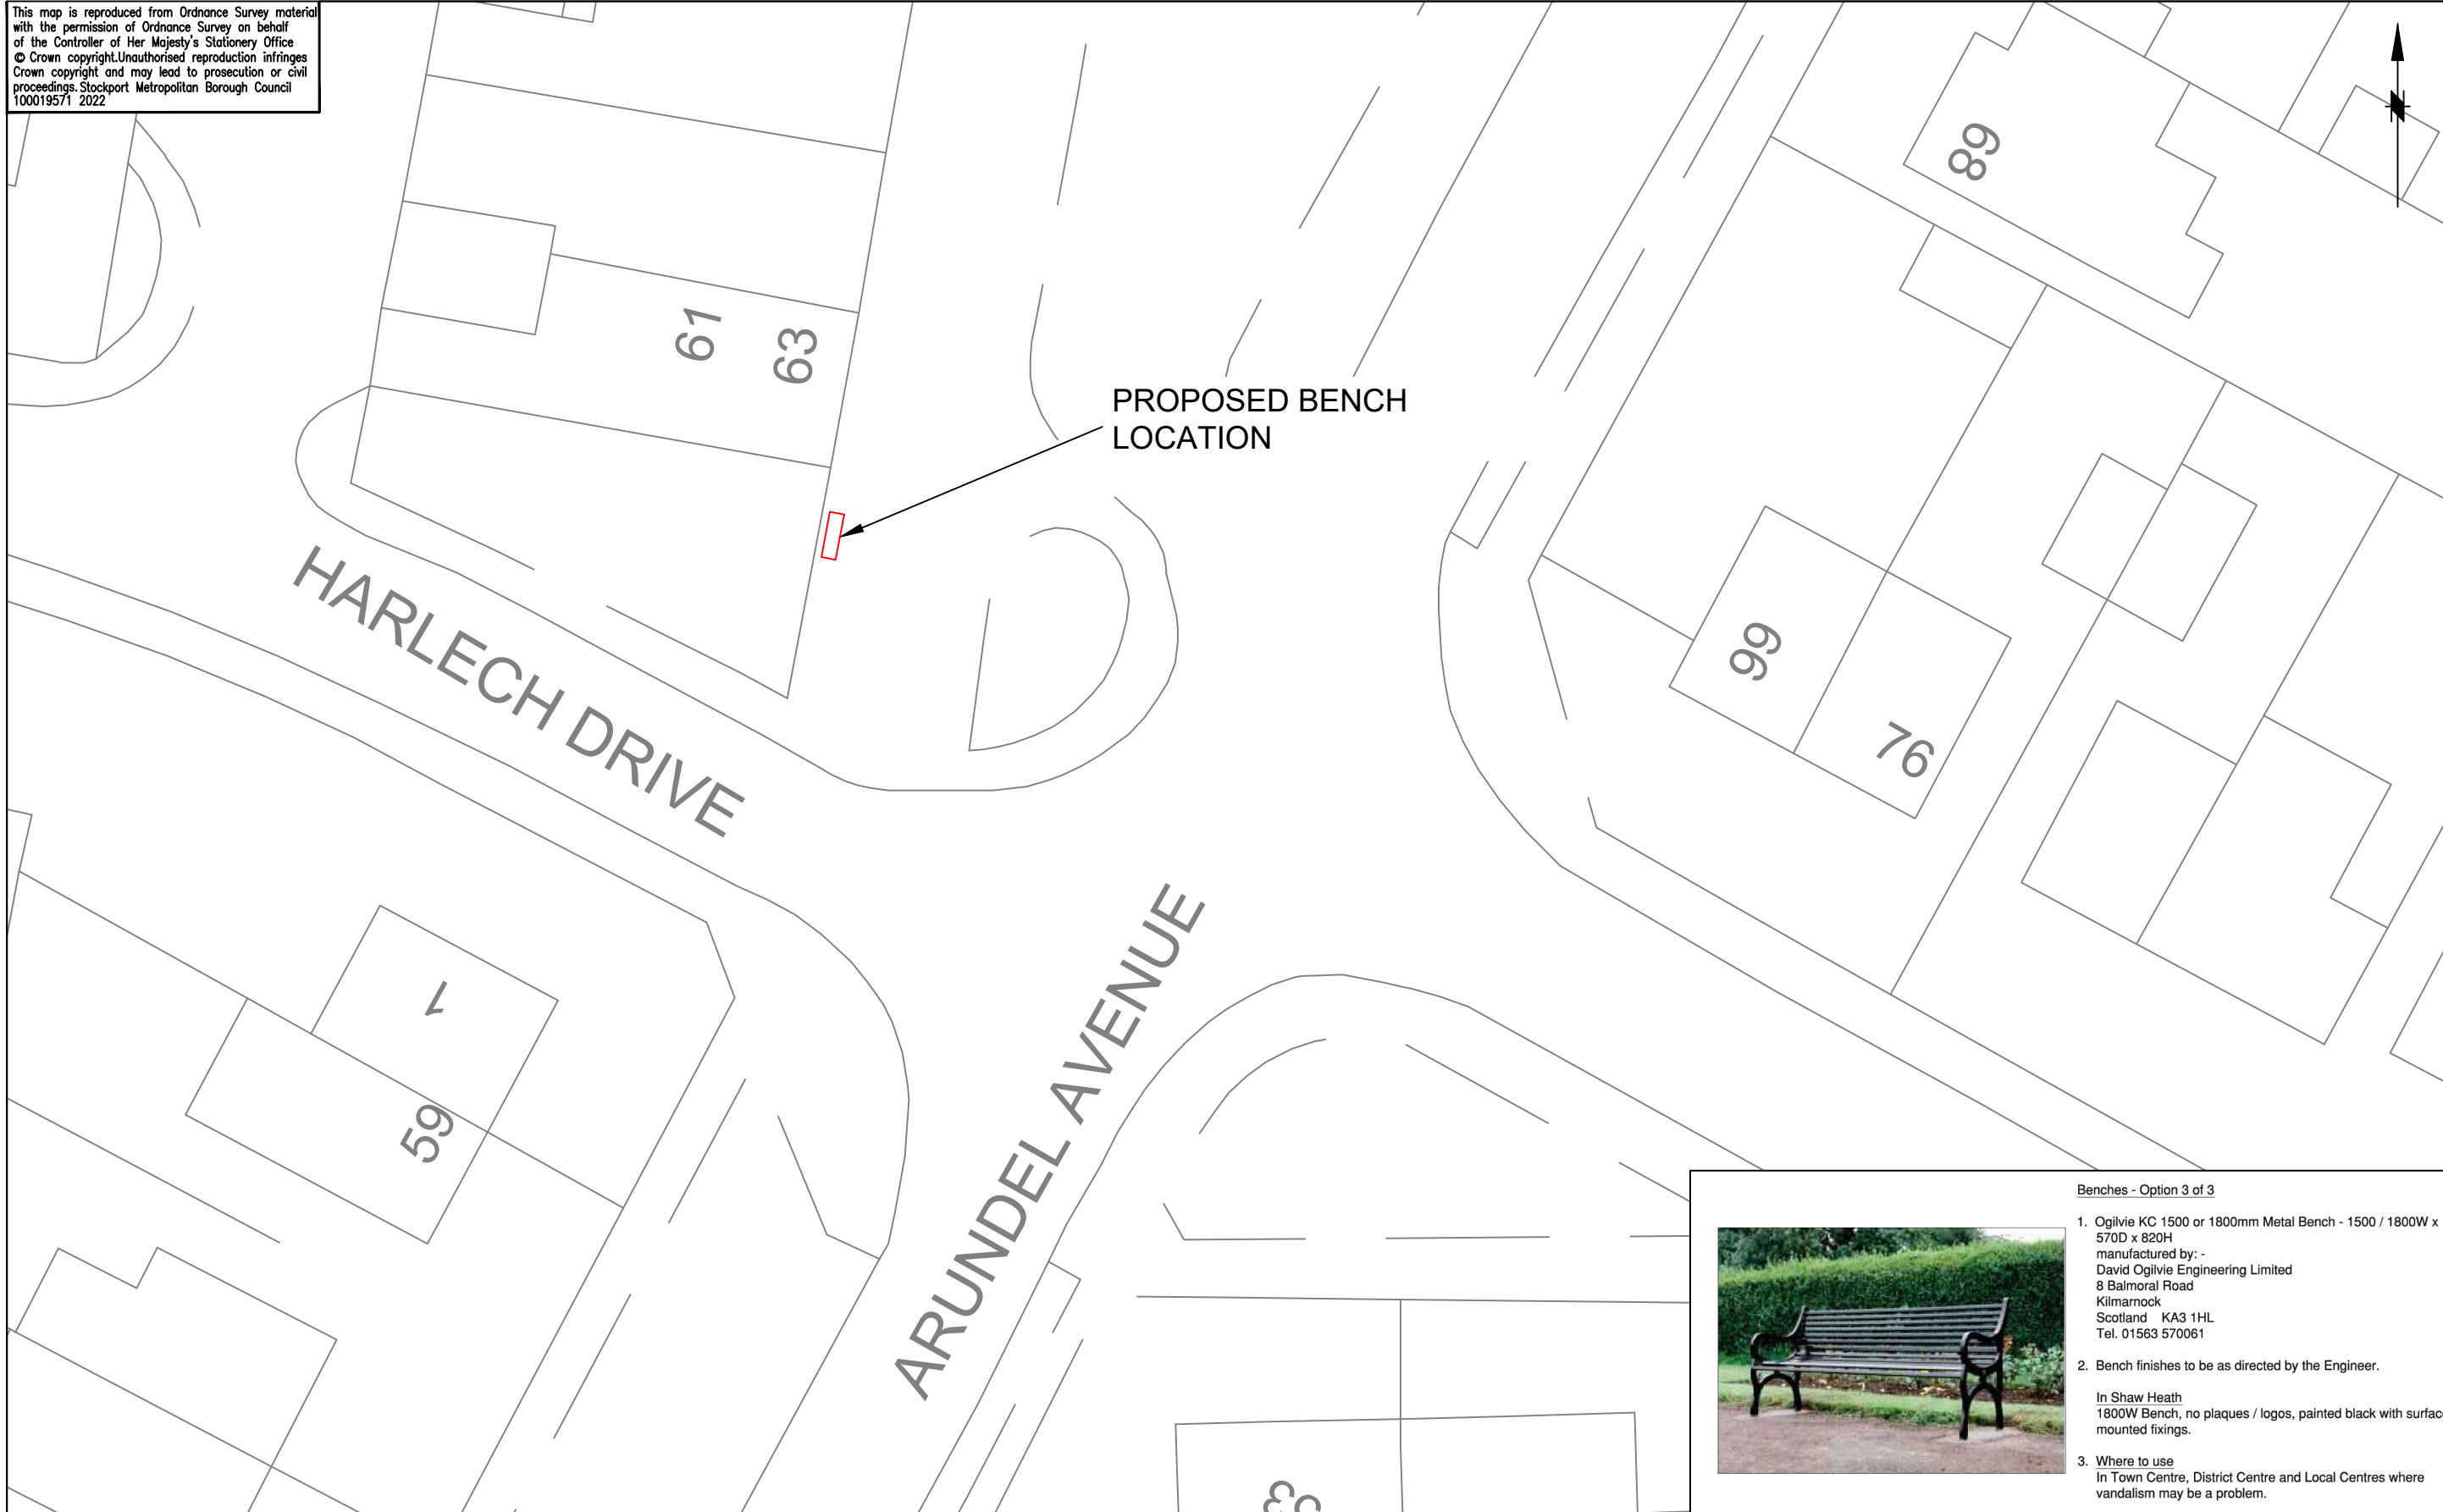 This map is reproduced from Ordnance Survey material
with the permission of Ordnance Survey on behalf
of the Controller of Her Majesty's Stationery Office
© Crown copyright.Unauthorised reproduction infringes
Crown copyright and may lead to prosecution or civil
proceedings. Stockport Metropolitan Borough Council
100019571 2022
N
89
61
63
PROPOSED BENCH
LOCATION
HARLECH DRIVE
99
76
ARUNDEL AVENUE
1
59
Benches - Option 3 of 3
1. Ogilvie KC 1500 or 1800mm Metal Bench - 1500 / 1800W x
570D x 820H
manufactured by: -
David Ogilvie Engineering Limited
8 Balmoral Road
Kilmarnock
Scotland KA3 1HL
Tel. 01563 570061
2. Bench finishes to be as directed by the Engineer.
In Shaw Heath
1800W Bench, no plaques / logos, painted black with surfac
mounted fixings.
3. Where to use
In Town Centre, District Centre and Local Centres where
vandalism may be a problem.